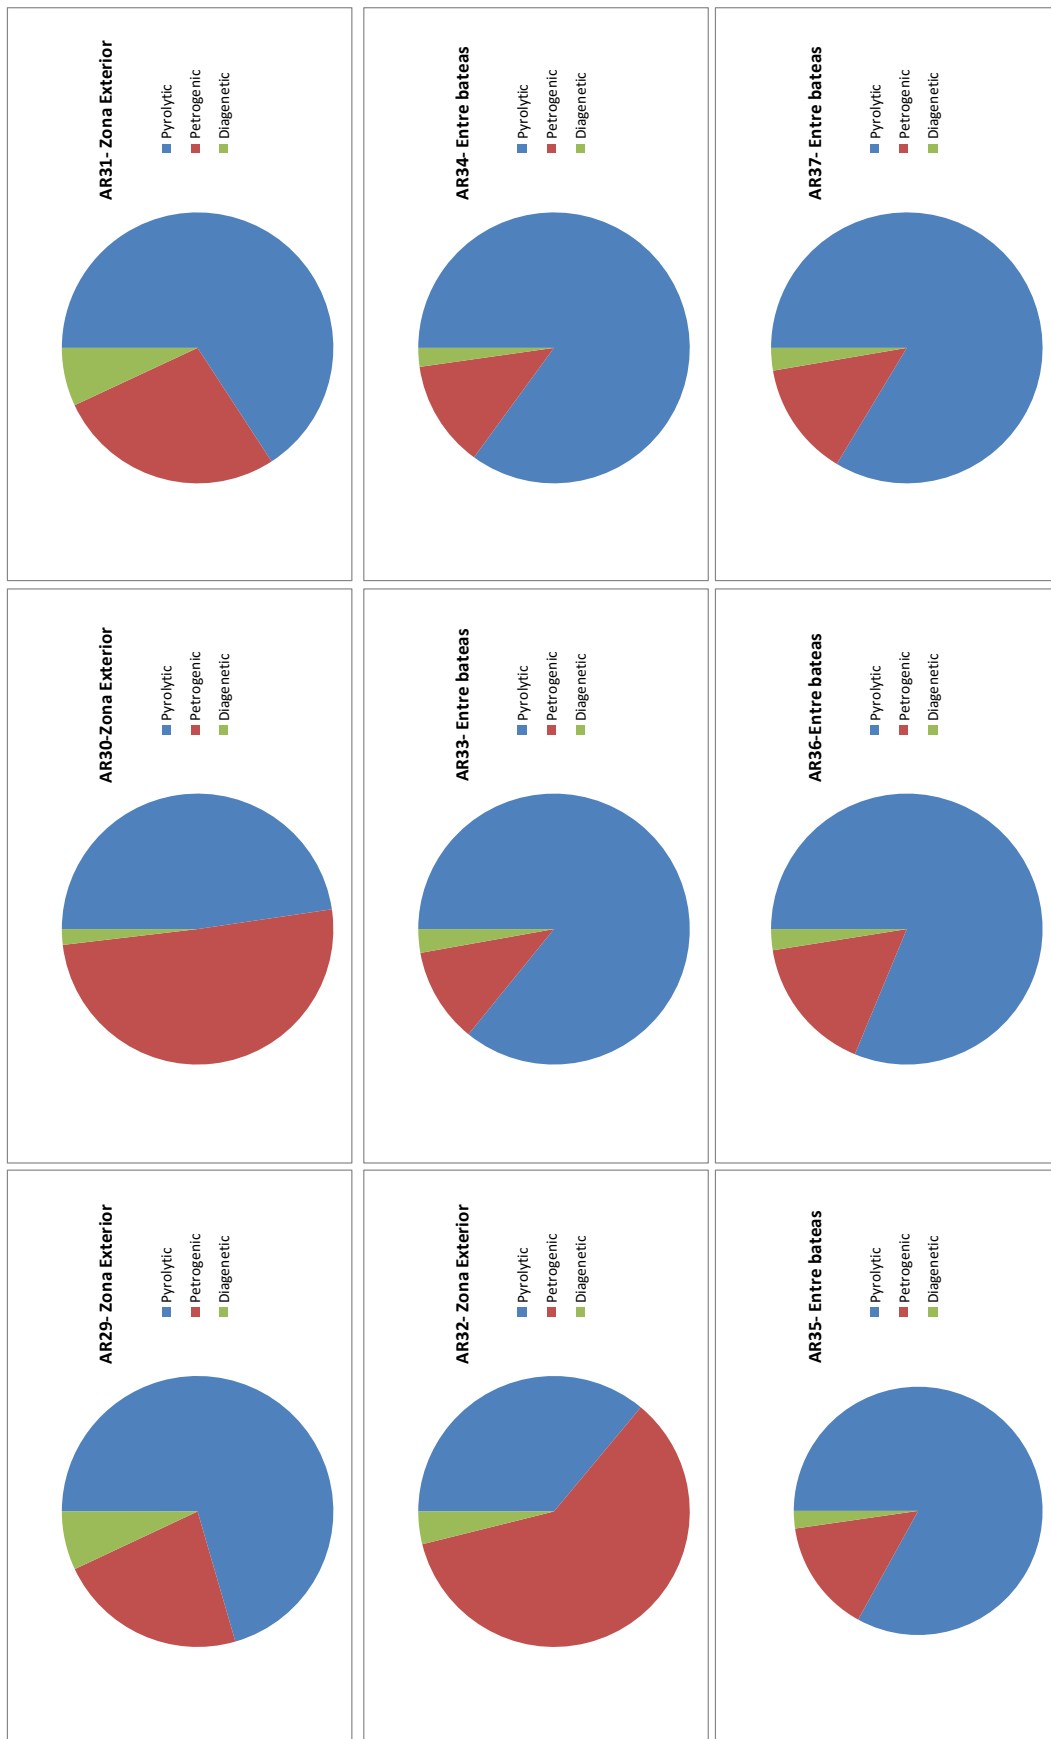 AR29- Zona Exterior
Pyrolytic
Petrogenic
Diagenetic
AR30-Zona Exterior
Pyrolytic
Petrogenic
Diagenetic
AR31- Zona Exterior
Pyrolytic
Petrogenic
Diagenetic
AR32- Zona Exterior
Pyrolytic
Petrogenic
Diagenetic
AR33- Entre bateas
Pyrolytic
Petrogenic
Diagenetic
AR34- Entre bateas
Pyrolytic
Petrogenic
Diagenetic
AR35- Entre bateas
Pyrolytic
Petrogenic
Diagenetic
AR36-Entre bateas
Pyrolytic
Petrogenic
Diagenetic
AR37- Entre bateas
Pyrolytic
Petrogenic
Diagenetic